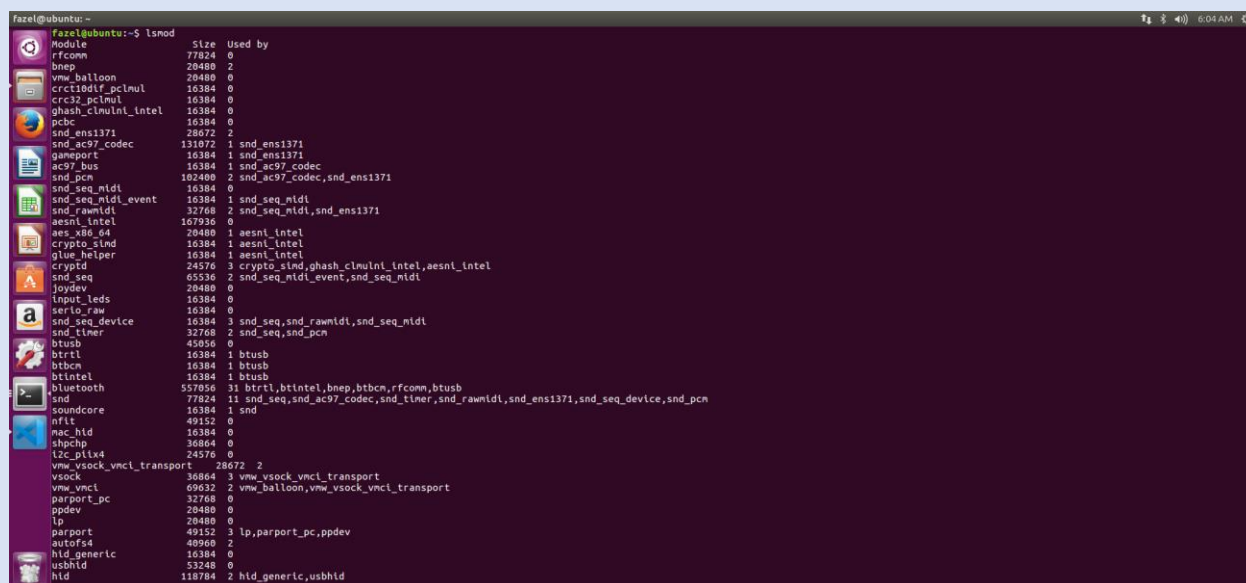 fazel@ubuntu: ~
6:04 AM
fazel@ubuntu:~$ lsmod
Module Size Used by
rfcomm 77824 0
bnep 20480 2
vmw_balloon 20480 0
crct10dif_pclmul 16384 0
crc32_pclmul 16384 0
ghash_clmulni_intel 16384 0
pcbc 16384 0
snd_ens1371 28672 2
snd_ac97_codec 131072 1 snd_ens1371
gameport 16384 1 snd_ens1371
ac97_bus 16384 1 snd_ac97_codec
snd_pcm 102400 2 snd_ac97_codec,snd_ens1371
snd_seq_midi 16384 0
snd_seq_midi_event 16384 1 snd_seq_midi
snd_rawmidi 32768 2 snd_seq_midi,snd_ens1371
aesni_intel 167936 0
aes_x86_64 20480 1 aesni_intel
crypto_simd 16384 1 aesni_intel
glue_helper 16384 1 aesni_intel
cryptd 24576 3 crypto_simd,ghash_clmulni_intel,aesni_intel
snd_seq 65536 2 snd_seq_midi_event,snd_seq_midi
joydev 20480 0
input_leds 16384 0
serio_raw 16384 0
snd_seq_device 16384 3 snd_seq,snd_rawmidi,snd_seq_midi
snd_timer 32768 2 snd_seq,snd_pcm
btusb 45056 0
btrtl 16384 1 btusb
btbcm 16384 1 btusb
btintel 16384 1 btusb
bluetooth 557056 31 btrtl,btintel,bnep,btbcm,rfcomm,btusb
snd 77824 11 snd_seq,snd_ac97_codec,snd_timer,snd_rawmidi,snd_ens1371,snd_seq_device,snd_pcm
soundcore 16384 1 snd
nfit 49152 0
mac_hid 16384 0
shpchp 36864 0
i2c_piix4 24576 0
vmw_vsock_vmci_transport 28672 2
vsock 36864 3 vmw_vsock_vmci_transport
vmw_vmci 69632 2 vmw_balloon,vmw_vsock_vmci_transport
parport_pc 32768 0
ppdev 20480 0
lp 20480 0
parport 49152 3 lp,parport_pc,ppdev
autofs4 40960 2
hid_generic 16384 0
usbhid 53248 0
hid 118784 2 hid_generic,usbhid